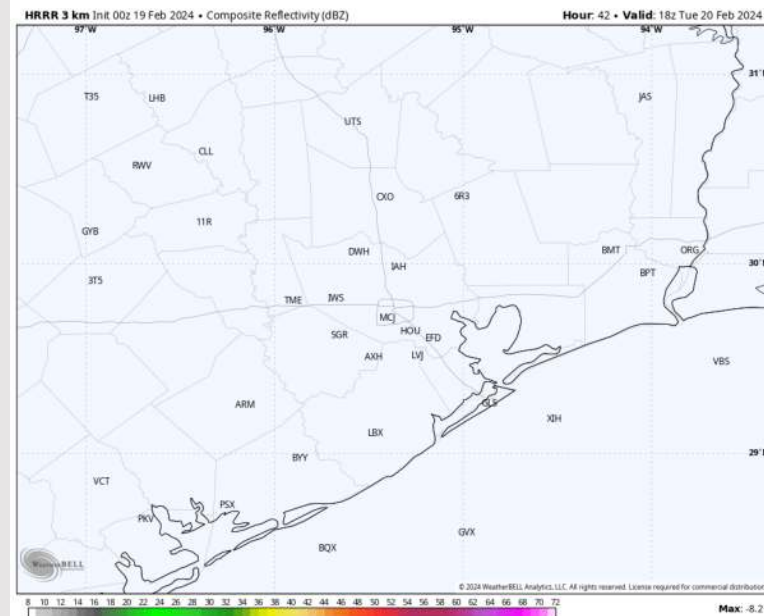 HRRR 3 km Init 00z 19 Feb 2024 • Composite Reflectivity (dBZ) Hour: 42 • Valid: 18z Tue 20 Feb 2024
97°W 96°W 95°W 94°W
31°N
T35 LHB JAS
UTS
CLL
RWV
CXO 6R3
11R
GYB
DWH BMT ORG
30°N
IAH
BPT
3T5
TME IWS
MCJ
SGR HOU EFD
AXH LVJ
VBS
ARM GLS
XIH
LBX
29°N
BYY
VCT
PSX
PKV
GVX
BQX
WeatherBELL
© 2024 WeatherBELL Analytics, LLC. All rights reserved. License required for commercial distribution.
8 10 12 14 16 18 20 22 24 26 28 30 32 34 36 38 40 42 44 46 48 50 52 54 56 58 60 62 64 66 68 70 72
Max: -8.2